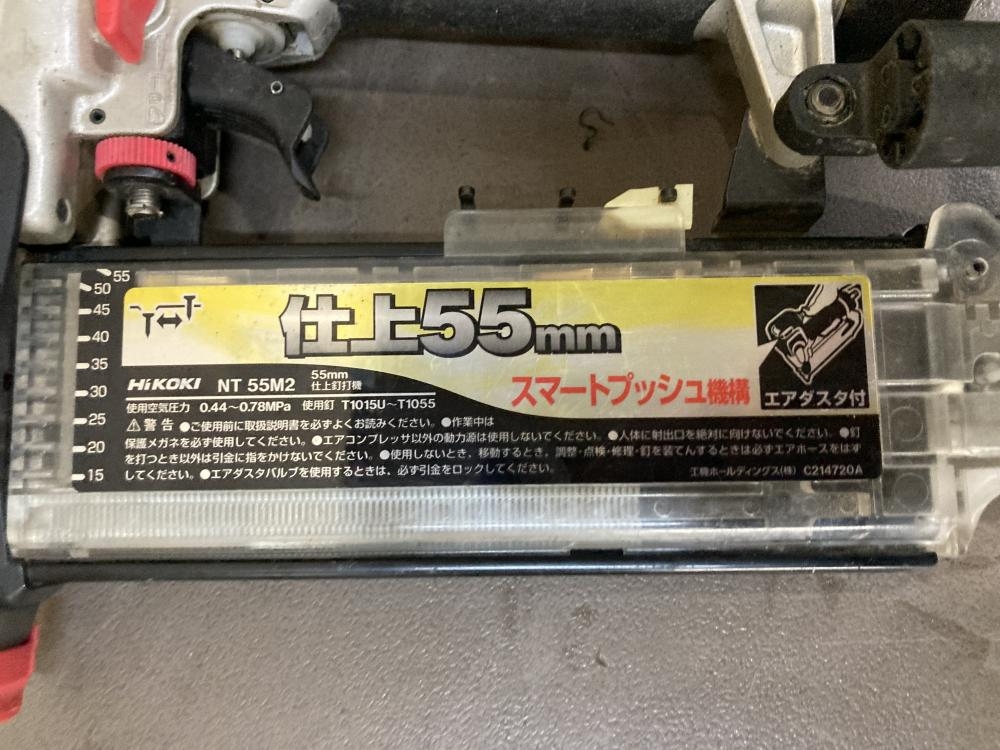 55
50
45
40
35
30
25
20
15
仕上55mm
HiKOKI NT 55M2 55mm
仕上釘打機
スマートプッシュ機構
エアダスタ付
使用空気圧力 0.44～0.78MPa 使用釘 T1015U～T1055
⚠警告 ●ご使用前に取扱説明書を必ずよくお読みください。●作業中は
保護メガネを必ず使用してください。●エアコンプレッサ以外の動力源は使用しないでください。●人体に射出口を絶対に向けないでください。●釘
を打つとき以外は引金に指をかけないでください。●使用しないとき、移動するとき、調整・点検・修理・釘を装てんするときは必ずエアホースをはず
してください。●エアダスタバルブを使用するときは、必ず引金をロックしてください。
工機ホールディングス(株) C214720A